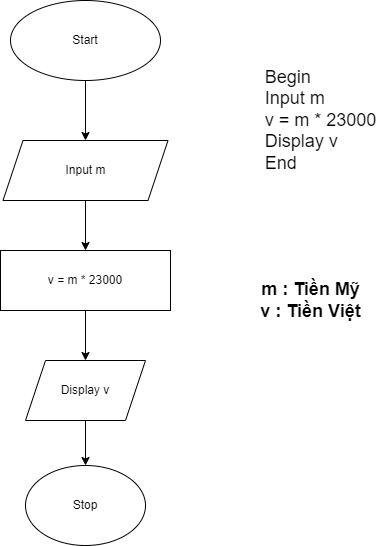 Start
Input m
v = m * 23000
Display v
Stop
Begin
Input m
v = m * 23000
Display v
End
m : Tiền Mỹ
v : Tiền Việt